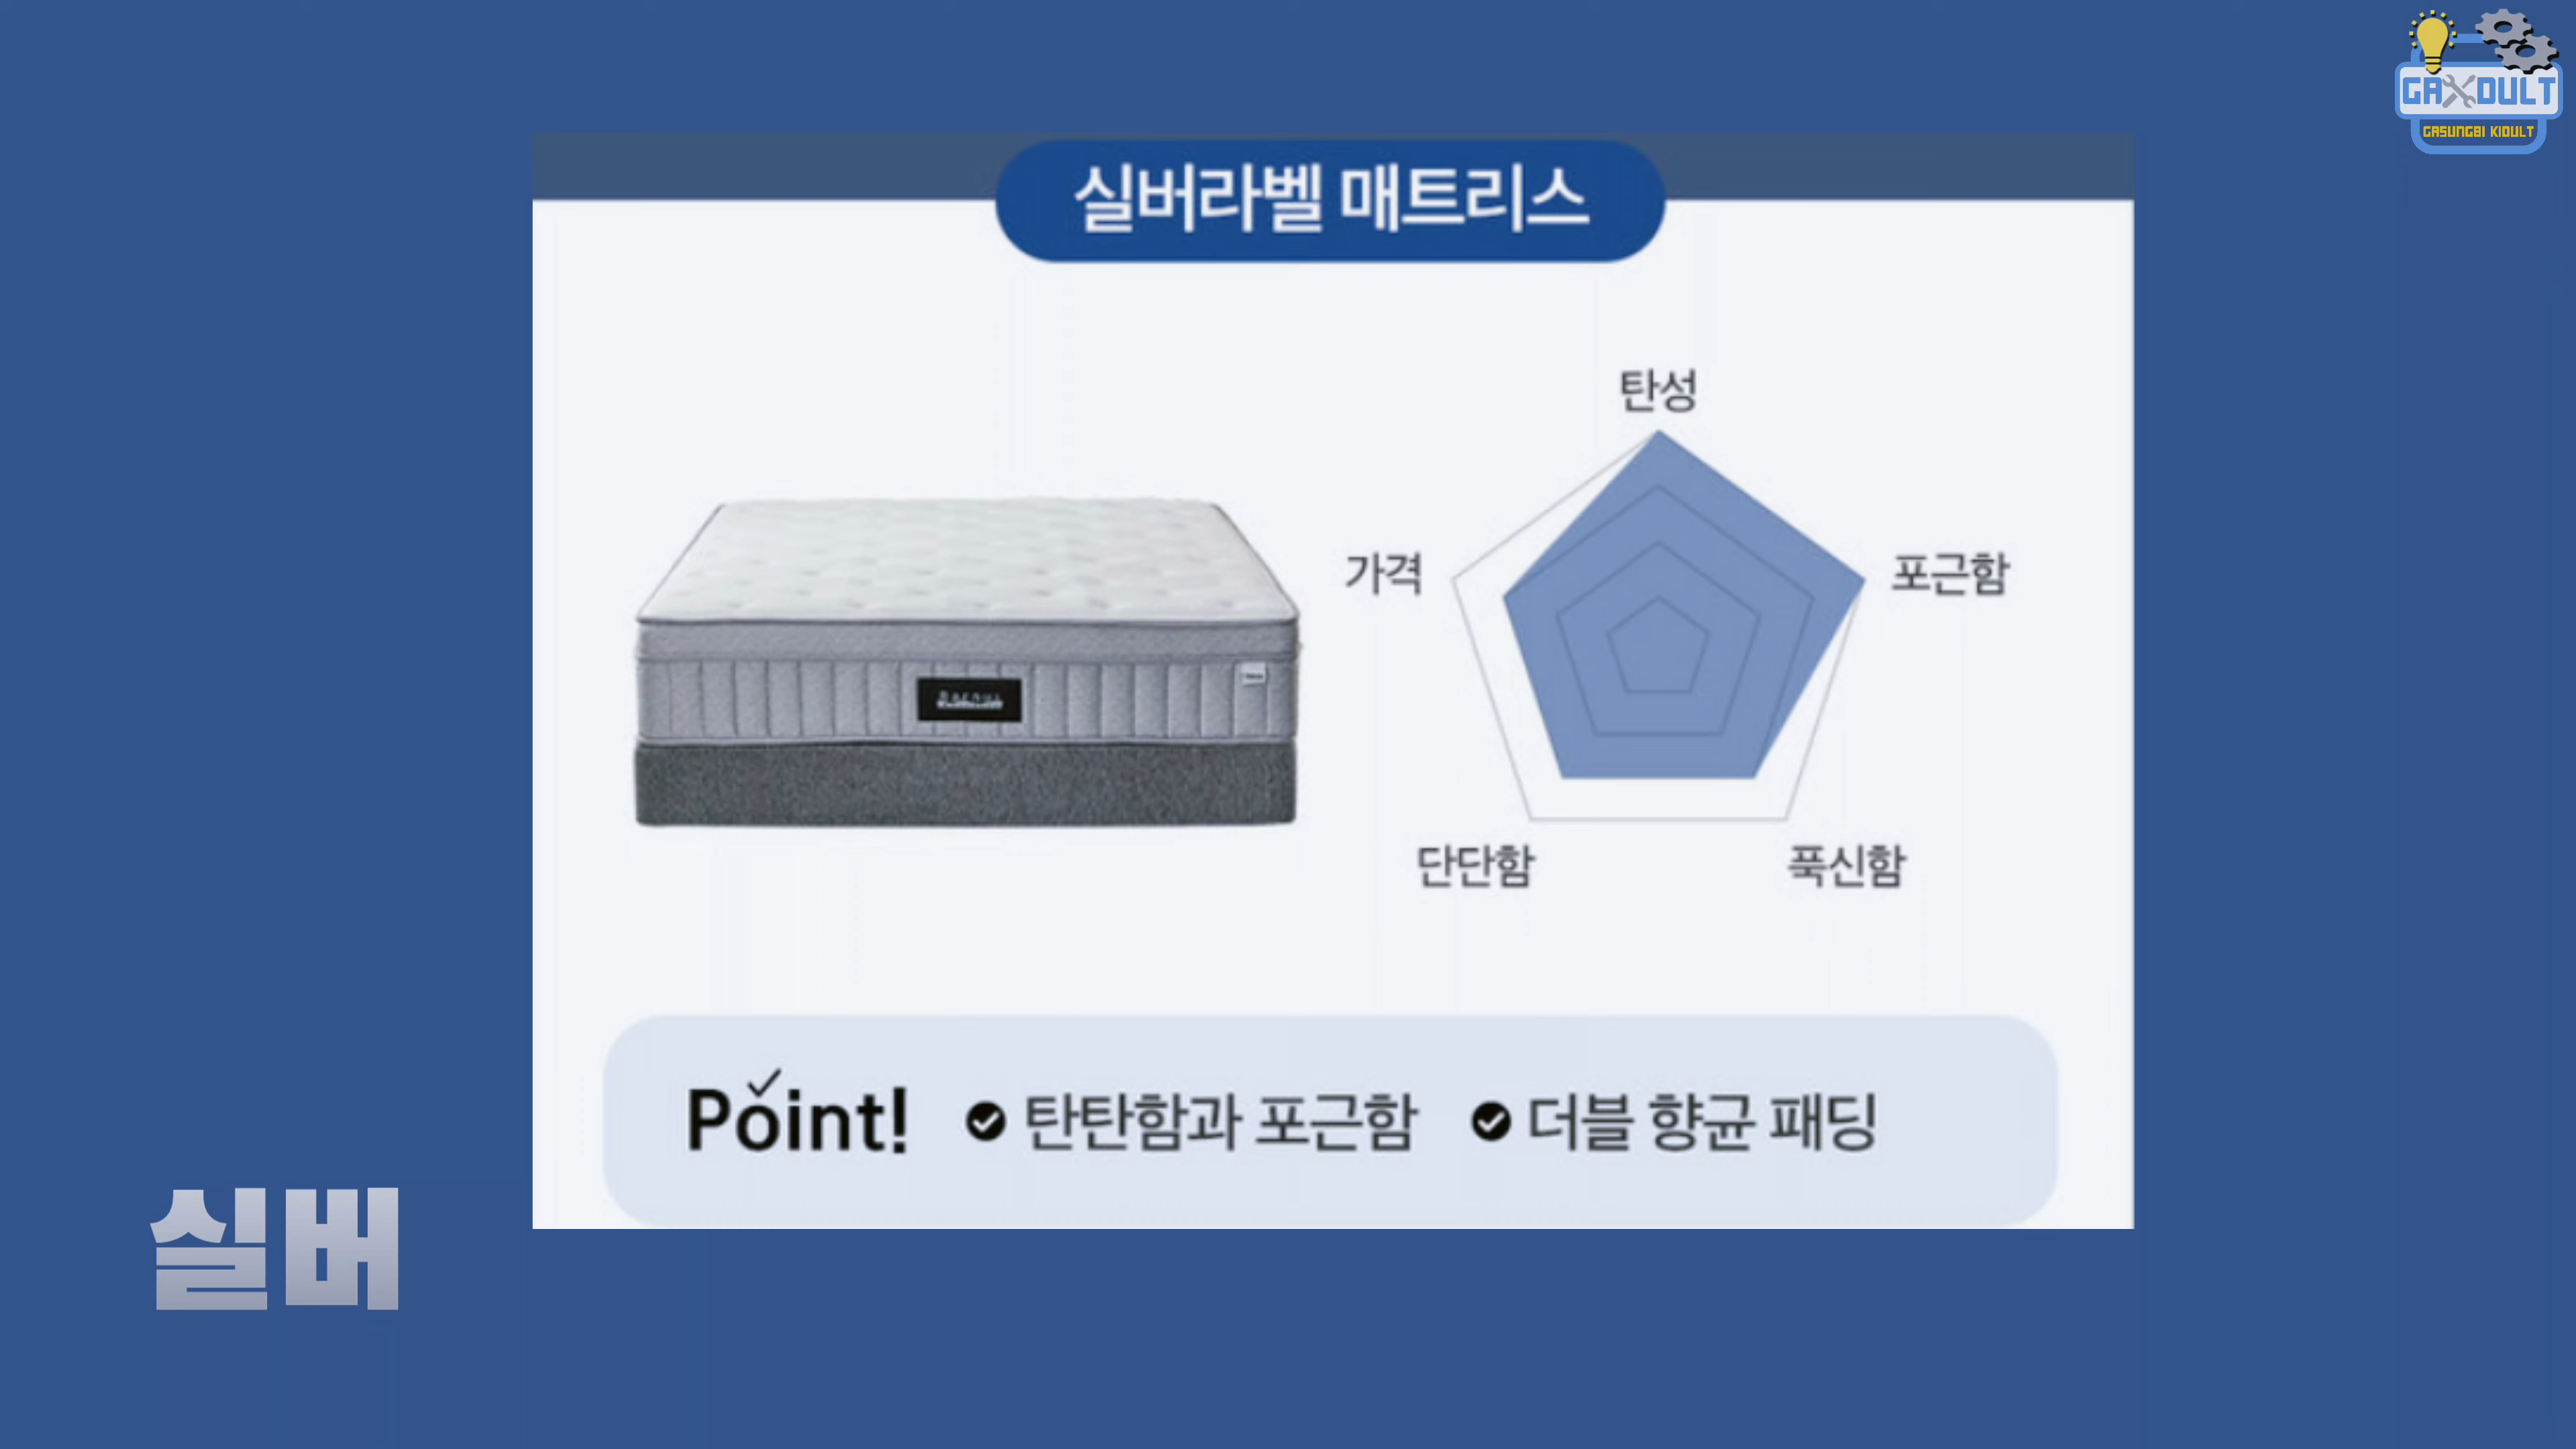 GAXDULT
GASUNGBI KIDULT
실버라벨 매트리스
탄성
가격
포근함
단단함
푹신함
Point!
탄탄함과 포근함
더블 향균 패딩
실버